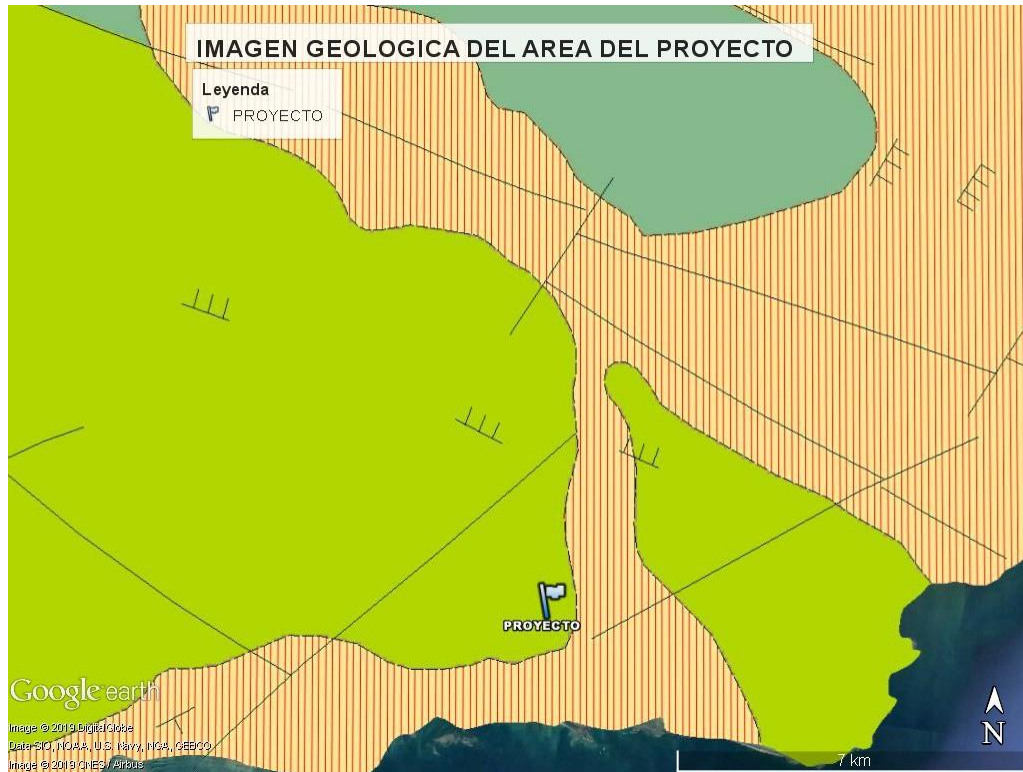 IMAGEN GEOLOGICA DEL AREA DEL PROYECTO
Leyenda
PROYECTO
PROYECTO
Google earth
Image © 2019 DigitalGlobe
Data SIO, NOAA, U.S. Navy, NGA, GEBCO
Image © 2019 CNES / Airbus
7 km
N